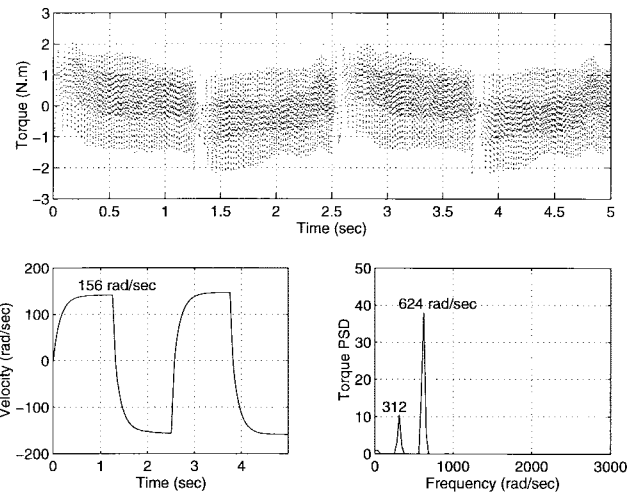 3
2
1
0
−1
−2
−3
Torque (N.m)
0 0.5 1 1.5 2 2.5 3 3.5 4 4.5 5
Time (sec)
200
100
0
−100
−200
Velocity (rad/sec)
156 rad/sec
0 1 2 3 4
Time (sec)
50
40
30
20
10
0
Torque PSD
624 rad/sec
312
0 1000 2000 3000
Frequency (rad/sec)